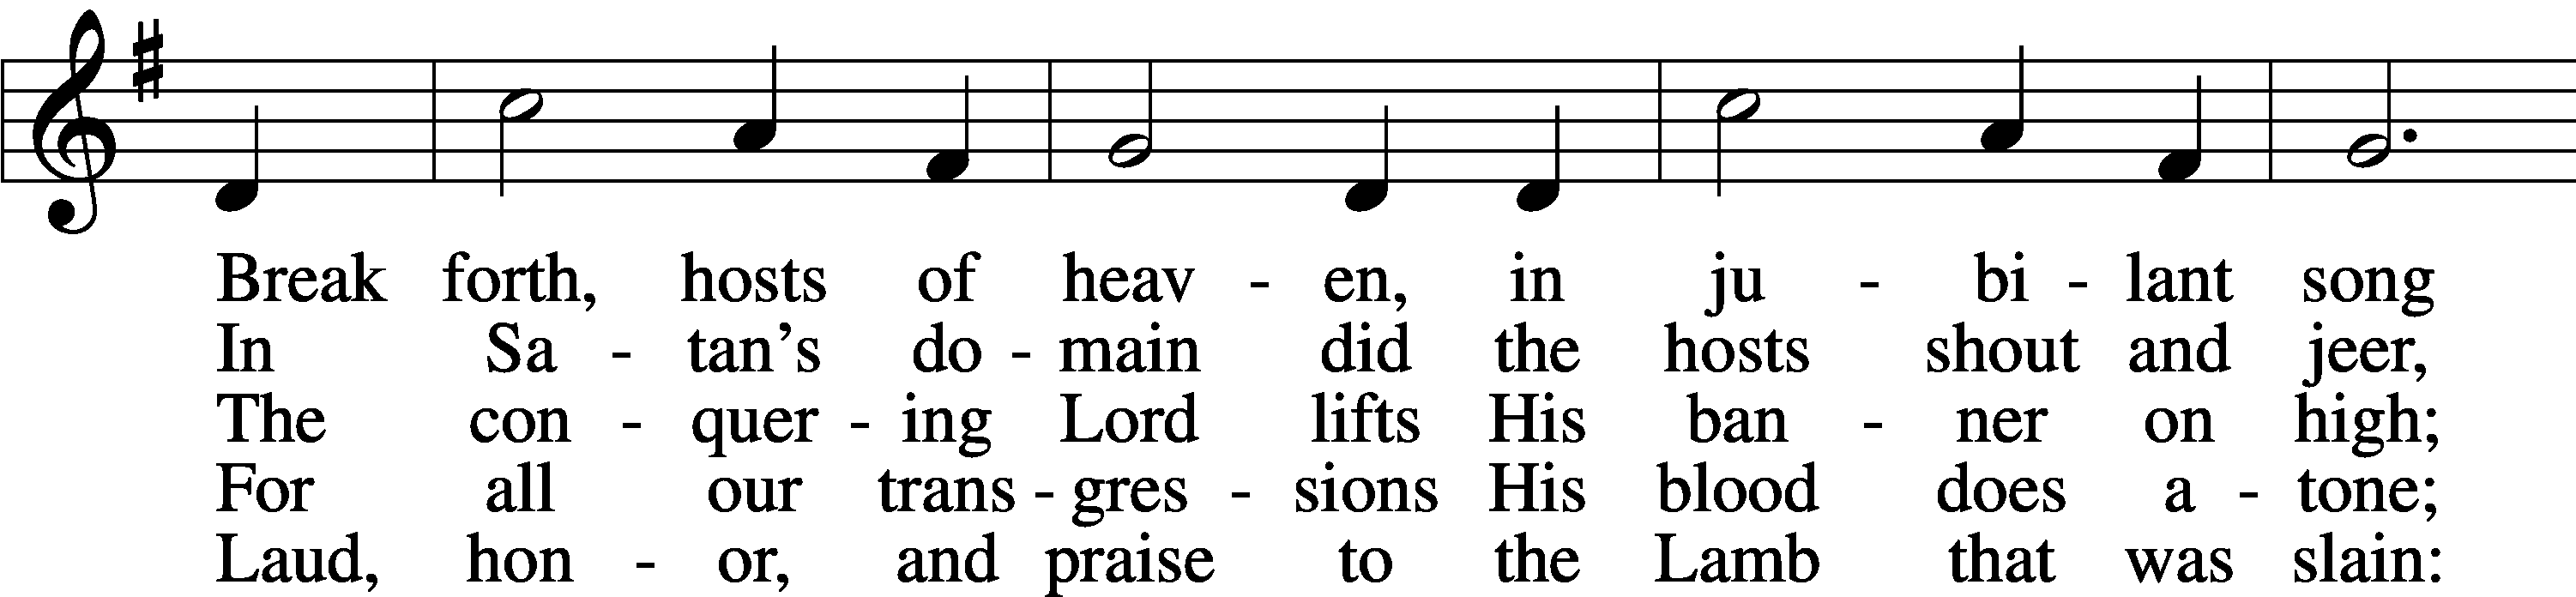 Break forth, hosts of heav - en, in ju - bi - lant song
In Sa - tan's do - main did the hosts shout and jeer,
The con - quer - ing Lord lifts His ban - ner on high;
For all our trans - gres - sions His blood does a - tone;
Laud, hon - or, and praise to the Lamb that was slain: